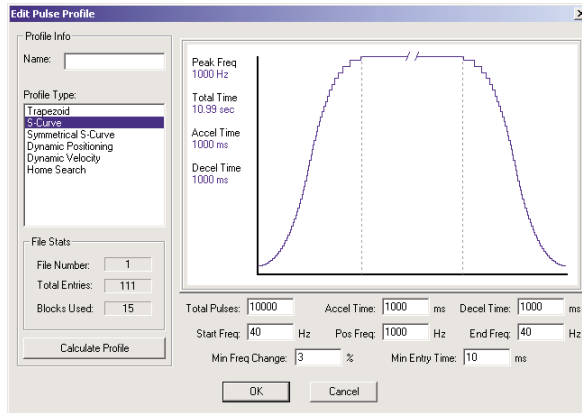 Edit Pulse Profile
Profile Info
Name:
Profile Type:
Trapezoid
S-Curve
Symmetrical S-Curve
Dynamic Positioning
Dynamic Velocity
Home Search
File Stats
File Number: 1
Total Entries: 111
Blocks Used: 15
Calculate Profile
Peak Freq
1000 Hz
Total Time
10.99 sec
Accel Time
1000 ms
Decel Time
1000 ms
Total Pulses: 10000 Accel Time: 1000 ms Decel Time: 1000 ms
Start Freq: 40 Hz Pos Freq: 1000 Hz End Freq: 40 Hz
Min Freq Change: 3 % Min Entry Time: 10 ms
OK Cancel